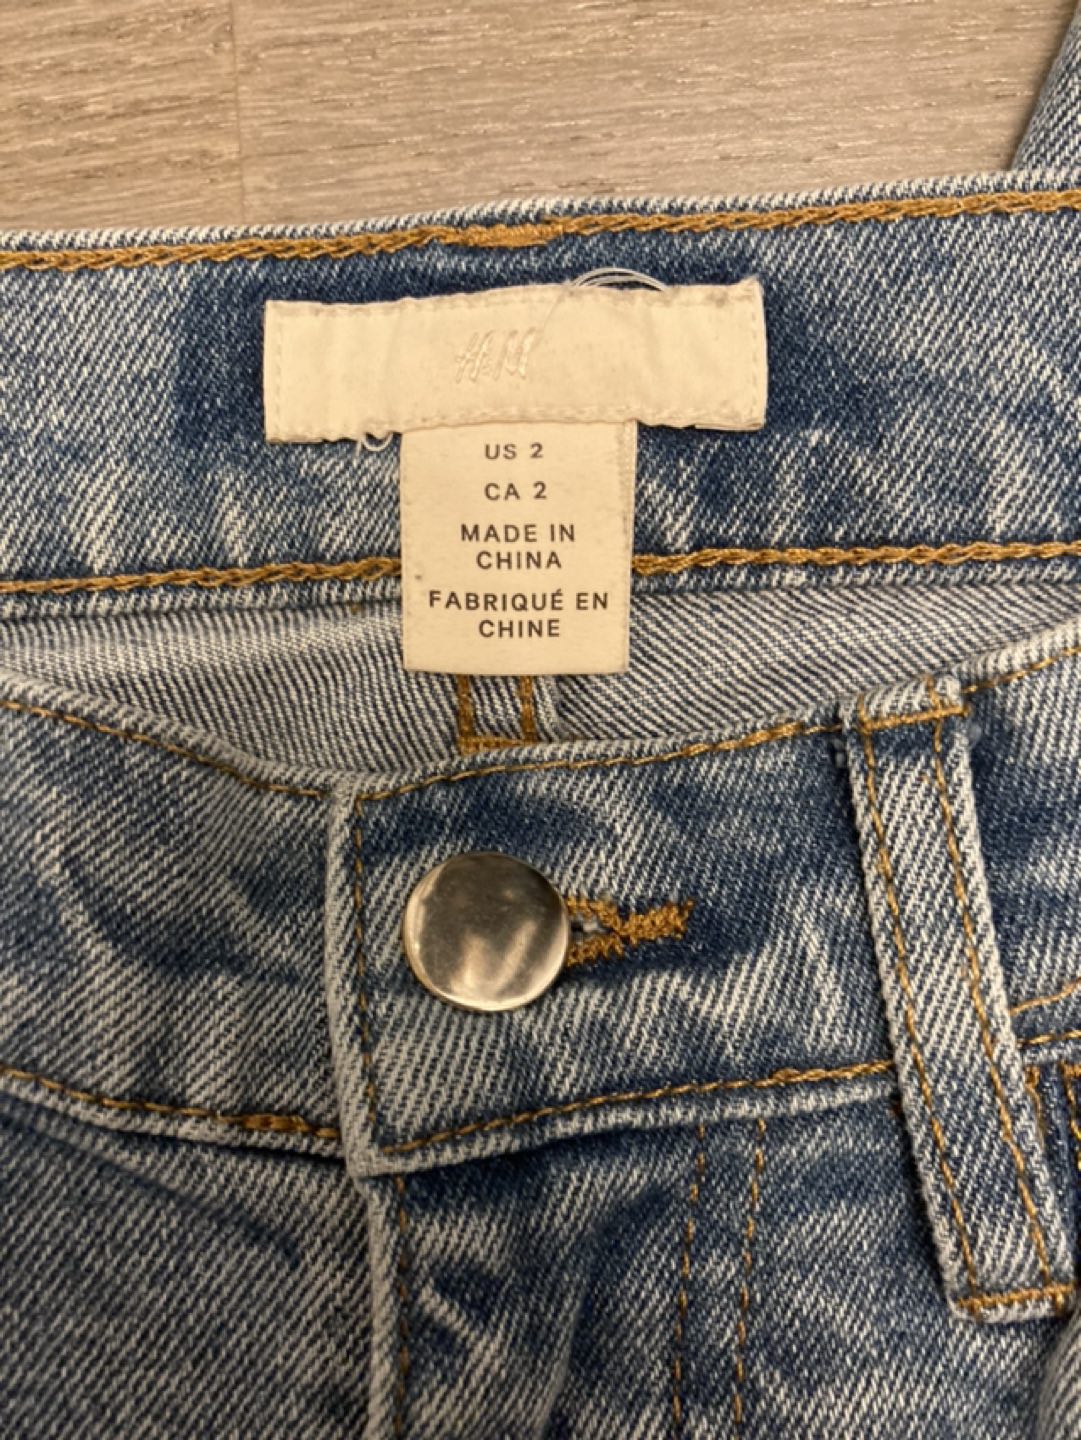 H&M
US 2
CA 2
MADE IN
CHINA
FABRIQUÉ EN
CHINE